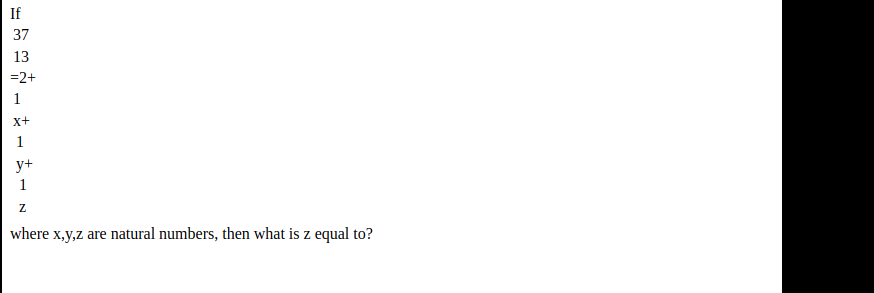 If
37
13
=2+
1
x+
1
y+
1
z
where x,y,z are natural numbers, then what is z equal to?